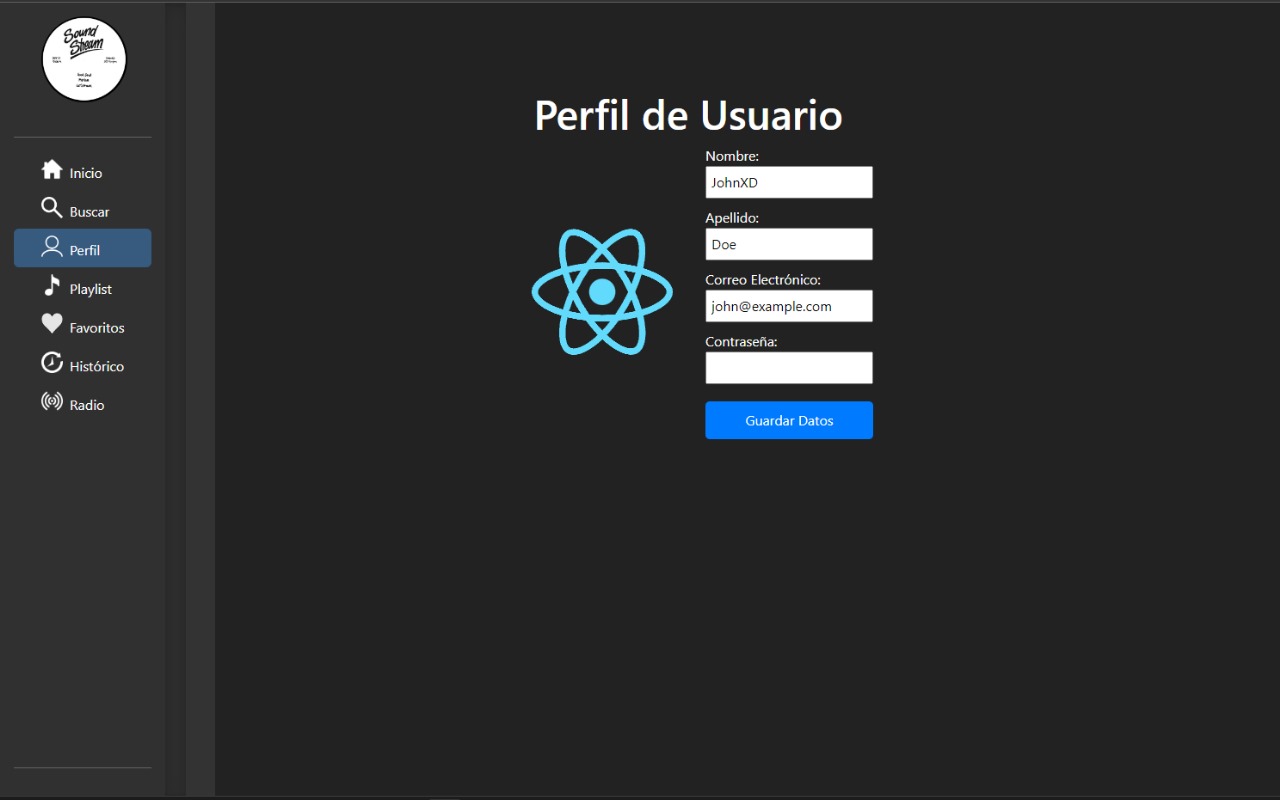 Sound
Stream
Inicio
Buscar
Perfil
Playlist
Favoritos
Histórico
Radio
Perfil de Usuario
Nombre:
JohnXD
Apellido:
Doe
Correo Electrónico:
john@example.com
Contraseña:
Guardar Datos